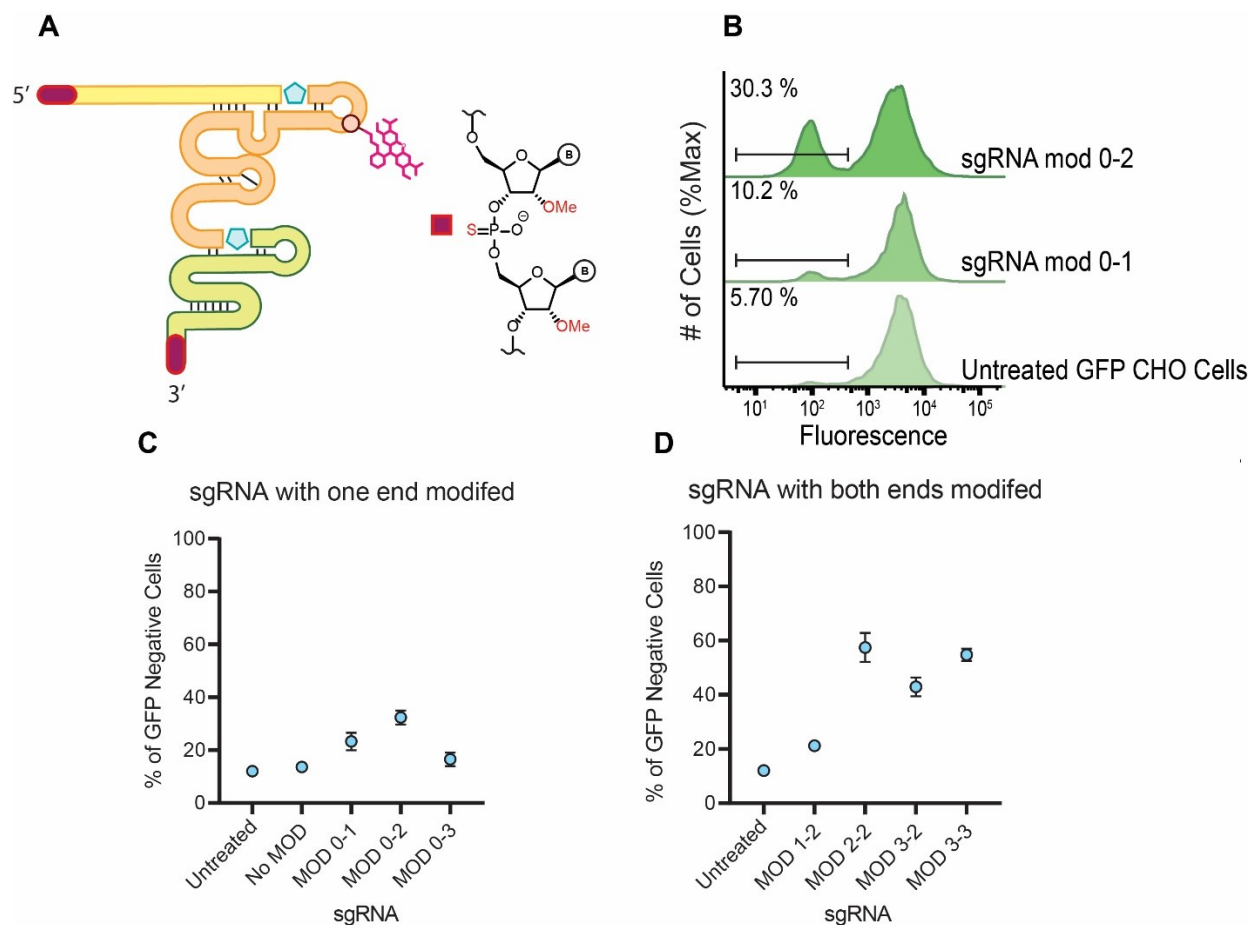 A
5′
3′
B
OMe
S=P-O⊖
O
B
OMe
B
# of Cells (%Max)
30.3 %
sgRNA mod 0-2
10.2 %
sgRNA mod 0-1
5.70 %
Untreated GFP CHO Cells
10¹ 10² 10³ 10⁴ 10⁵
Fluorescence
C
sgRNA with one end modifed
% of GFP Negative Cells
100
80
60
40
20
0
Untreated
No MOD
MOD 0-1
MOD 0-2
MOD 0-3
sgRNA
D
sgRNA with both ends modifed
% of GFP Negative Cells
100
80
60
40
20
0
Untreated
MOD 1-2
MOD 2-2
MOD 3-2
MOD 3-3
sgRNA